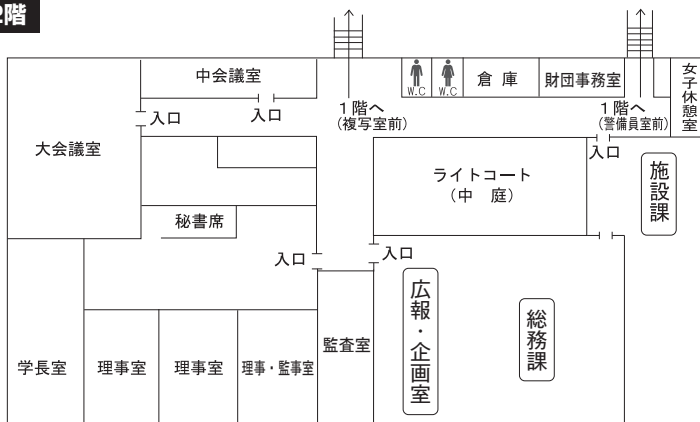 2階
中会議室
入口
入口
大会議室
1階へ
(複写室前)
W.C
W.C
倉 庫
財団事務室
1階へ
(警備員室前)
女子休憩室
入口
ライトコート
(中 庭)
施設課
秘書席
入口
入口
広報・企画室
総務課
学長室
理事室
理事室
理事・監事室
監査室